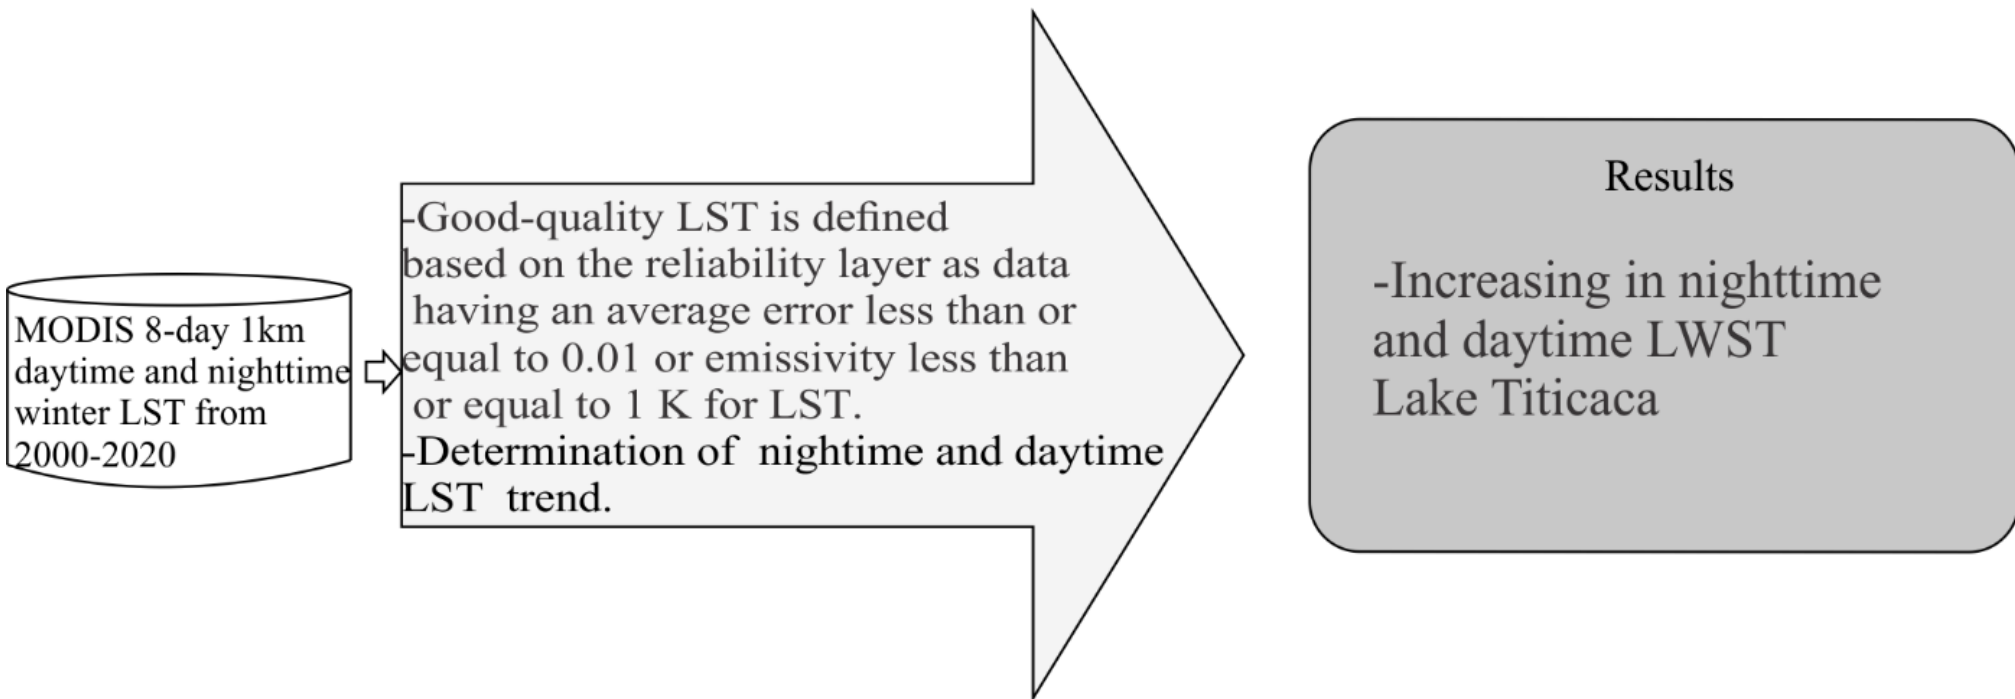 MODIS 8-day 1km
daytime and nighttime
winter LST from
2000-2020
-Good-quality LST is defined
based on the reliability layer as data
having an average error less than or
equal to 0.01 or emissivity less than
or equal to 1 K for LST.
-Determination of nightime and daytime
LST trend.
Results
-Increasing in nighttime
and daytime LWST
Lake Titicaca